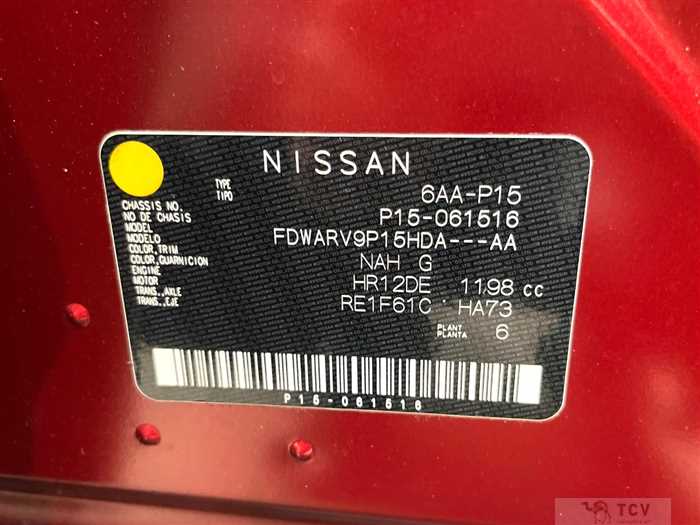 NISSAN
TYPE
TIPO 6AA-P15
CHASSIS NO.
NO DE CHASIS P15-061516
MODEL
MODELO FDWARV9P15HDA---AA
COLOR,TRIM
COLOR,GUARNICION NAH G
ENGINE
MOTOR HR12DE 1198 cc
TRANS.,AXLE
TRANS.,EJE RE1F61C HA73
PLANT
PLANTA 6
P15-061516
TCV